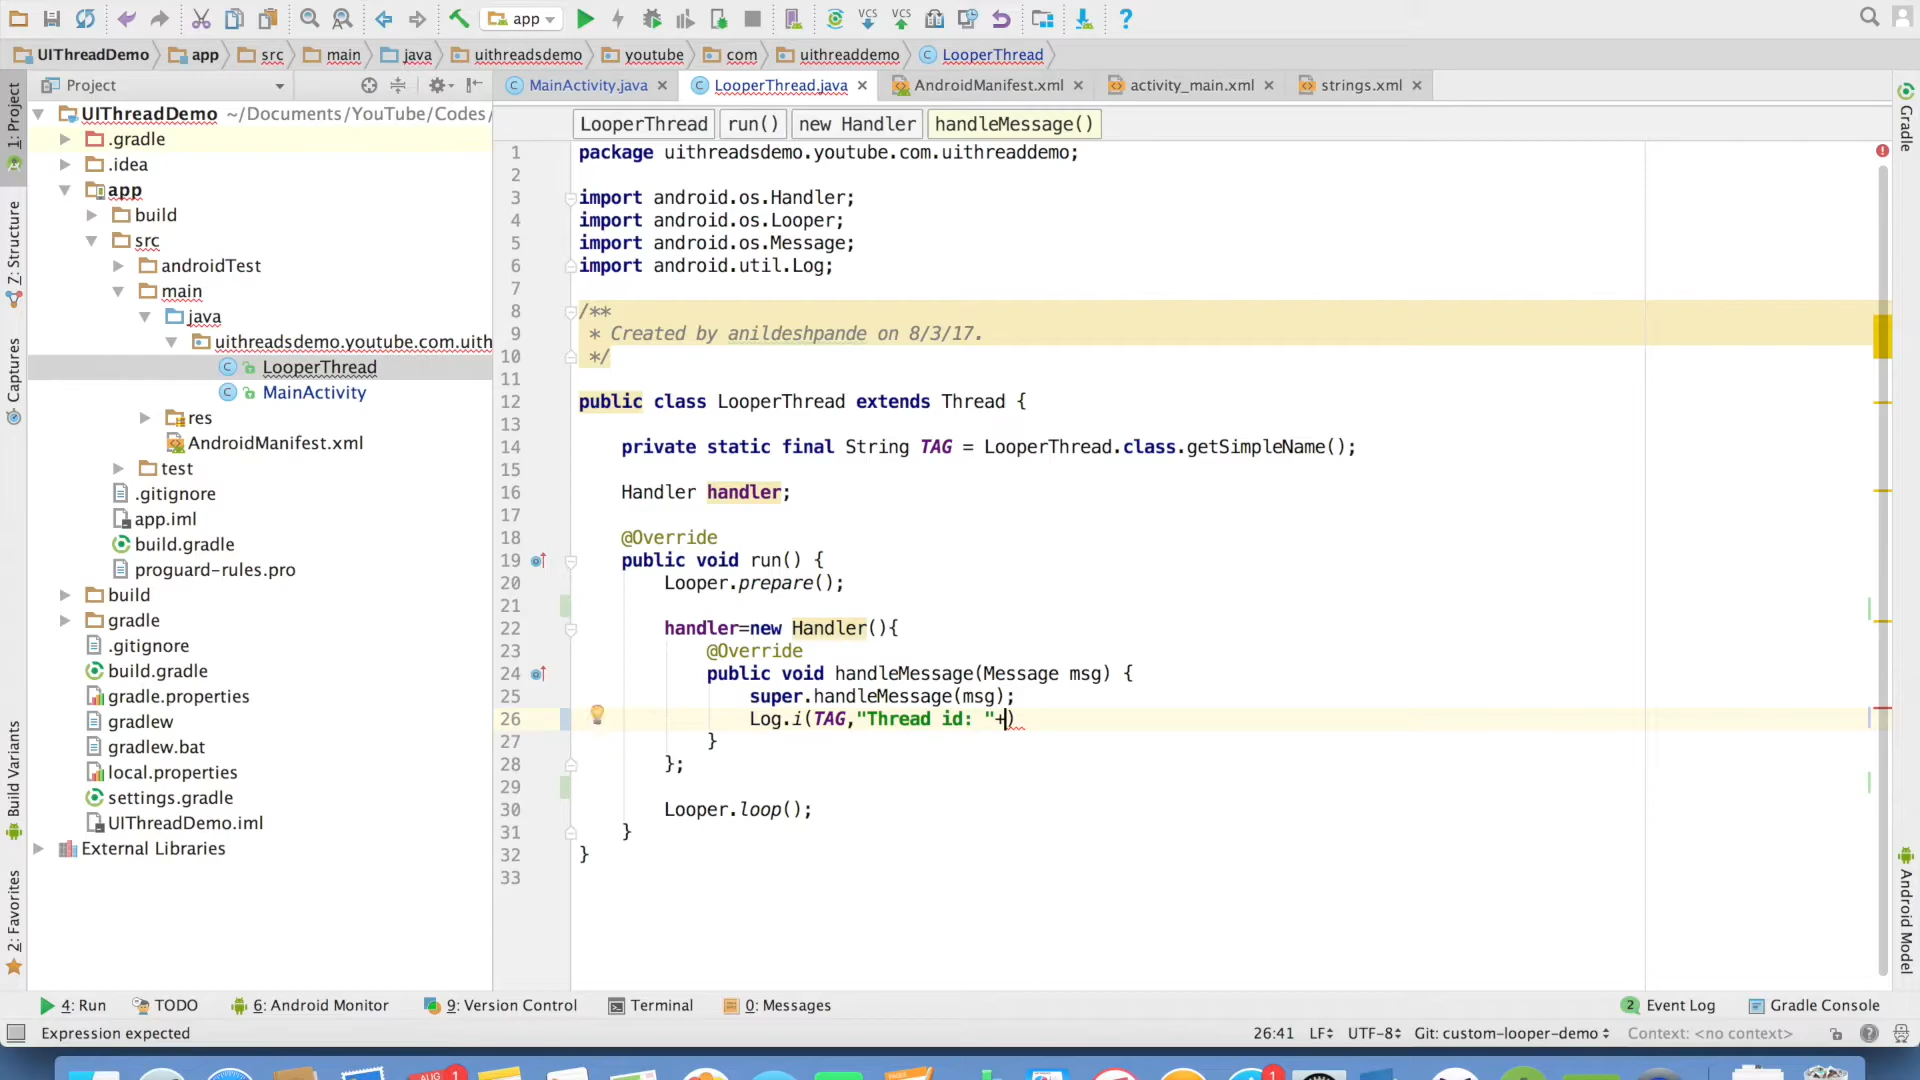 app
UIThreadDemo app src main java uithreadsdemo youtube com uithreaddemo LooperThread
Project
MainActivity.java LooperThread.java AndroidManifest.xml activity_main.xml strings.xml
LooperThread run() new Handler handleMessage()
1: Project
Z: Structure
Captures
Build Variants
2: Favorites
UIThreadDemo ~/Documents/YouTube/Codes/
.gradle
.idea
app
build
src
androidTest
main
java
uithreadsdemo.youtube.com.uith
LooperThread
MainActivity
res
AndroidManifest.xml
test
.gitignore
app.iml
build.gradle
proguard-rules.pro
build
gradle
.gitignore
build.gradle
gradle.properties
gradlew
gradlew.bat
local.properties
settings.gradle
UIThreadDemo.iml
External Libraries
1 package uithreadsdemo.youtube.com.uithreaddemo;
2
3 import android.os.Handler;
4 import android.os.Looper;
5 import android.os.Message;
6 import android.util.Log;
7
8 /**
9 * Created by anildeshpande on 8/3/17.
10 */
11
12 public class LooperThread extends Thread {
13
14 private static final String TAG = LooperThread.class.getSimpleName();
15
16 Handler handler;
17
18 @Override
19 public void run() {
20 Looper.prepare();
21
22 handler=new Handler(){
23 @Override
24 public void handleMessage(Message msg) {
25 super.handleMessage(msg);
26 Log.i(TAG,"Thread id: "+)
27 }
28 };
29
30 Looper.loop();
31 }
32 }
33
Gradle
Android Model
4: Run TODO 6: Android Monitor 9: Version Control Terminal 0: Messages 2 Event Log Gradle Console
Expression expected 26:41 LF UTF-8 Git: custom-looper-demo Context: <no context>
AUG 1 1